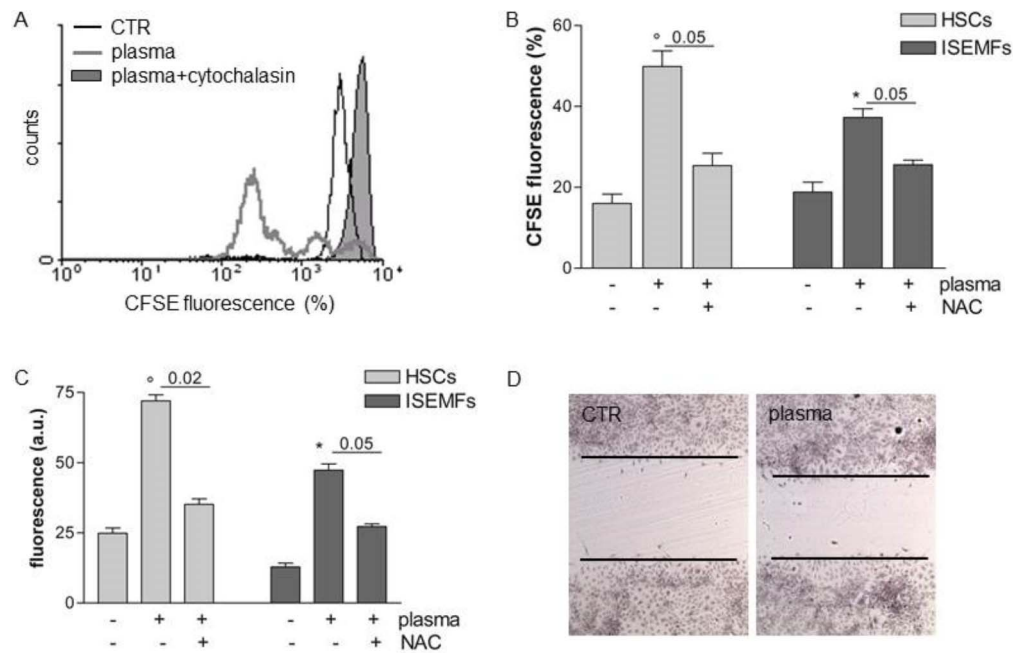 A
CTR
plasma
plasma+cytochalasin
counts
0
10⁰ 10¹ 10² 10³ 10⁴
CFSE fluorescence (%)
B
HSCs
ISEMFs
CFSE fluorescence (%)
60
40
20
0
° 0.05
* 0.05
- + + - + + plasma
- - + - - + NAC
C
HSCs
ISEMFs
fluorescence (a.u.)
75
50
25
0
° 0.02
* 0.05
- + + - + + plasma
- - + - - + NAC
D
CTR
plasma